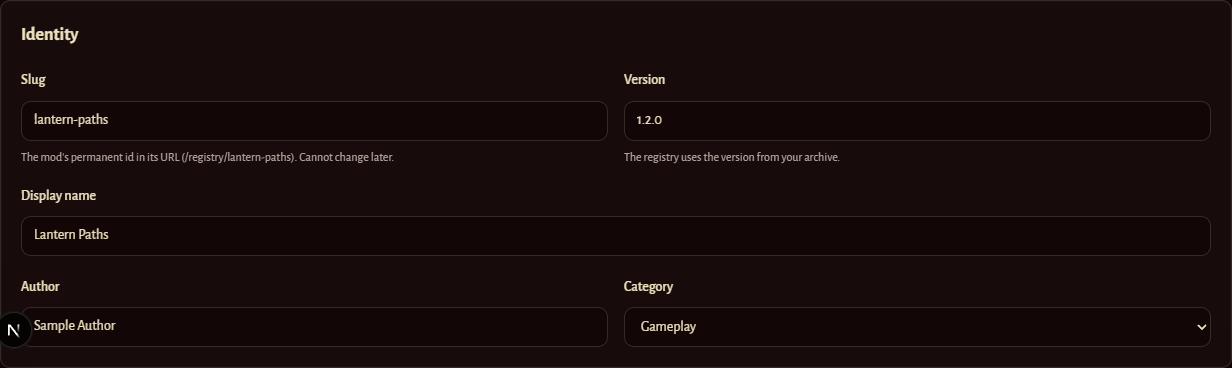 Identity
Slug
Version
lantern-paths
1.2.0
The mod's permanent id in its URL (/registry/lantern-paths). Cannot change later.
The registry uses the version from your archive.
Display name
Lantern Paths
Author
Category
N
Sample Author
Gameplay